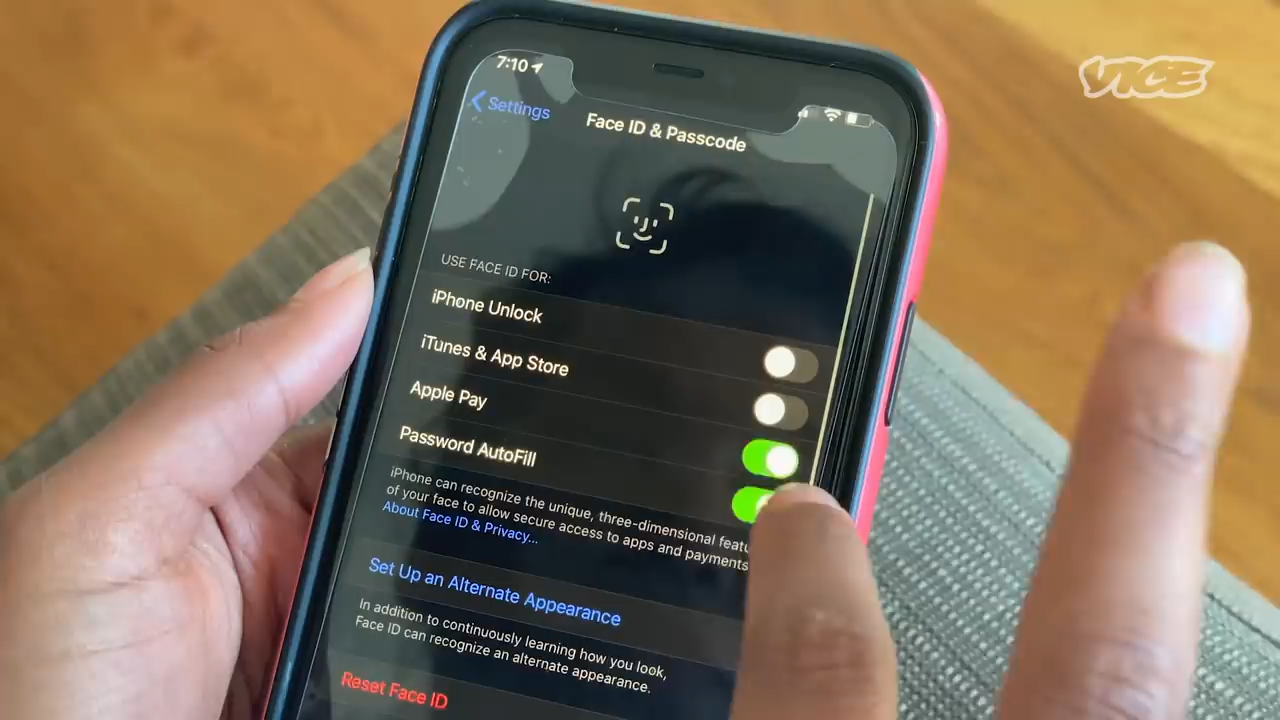 VICE
7:10
Settings
Face ID & Passcode
USE FACE ID FOR:
iPhone Unlock
iTunes & App Store
Apple Pay
Password AutoFill
iPhone can recognize the unique, three-dimensional
of your face to allow secure access to apps and payments
About Face ID & Privacy...
Set Up an Alternate Appearance
In addition to continuously learning how you look,
Face ID can recognize an alternate appearance.
Reset Face ID